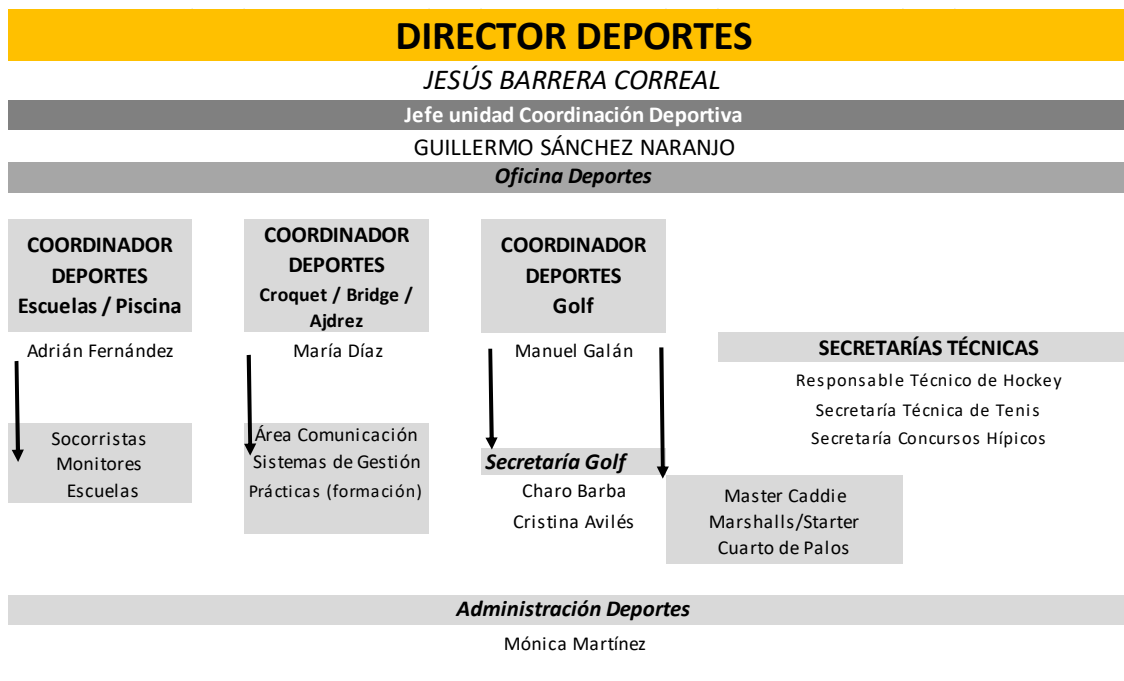 DIRECTOR DEPORTES
JESÚS BARRERA CORREAL
Jefe unidad Coordinación Deportiva
GUILLERMO SÁNCHEZ NARANJO
Oficina Deportes
COORDINADOR
DEPORTES
Escuelas / Piscina
Adrián Fernández
Socorristas
Monitores
Escuelas
COORDINADOR
DEPORTES
Croquet / Bridge /
Ajdrez
María Díaz
Área Comunicación
Sistemas de Gestión
Prácticas (formación)
COORDINADOR
DEPORTES
Golf
Manuel Galán
Secretaría Golf
Charo Barba
Cristina Avilés
Master Caddie
Marshalls/Starter
Cuarto de Palos
SECRETARÍAS TÉCNICAS
Responsable Técnico de Hockey
Secretaría Técnica de Tenis
Secretaría Concursos Hípicos
Administración Deportes
Mónica Martínez